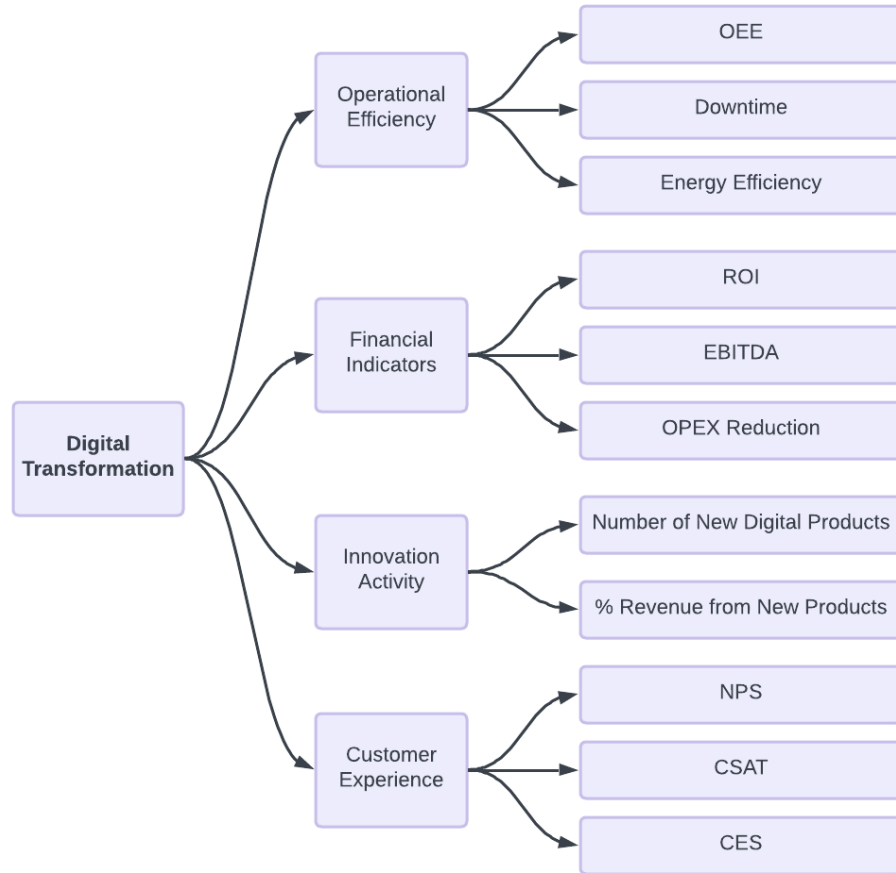 Digital
Transformation
Operational
Efficiency
OEE
Downtime
Energy Efficiency
Financial
Indicators
ROI
EBITDA
OPEX Reduction
Innovation
Activity
Number of New Digital Products
% Revenue from New Products
Customer
Experience
NPS
CSAT
CES